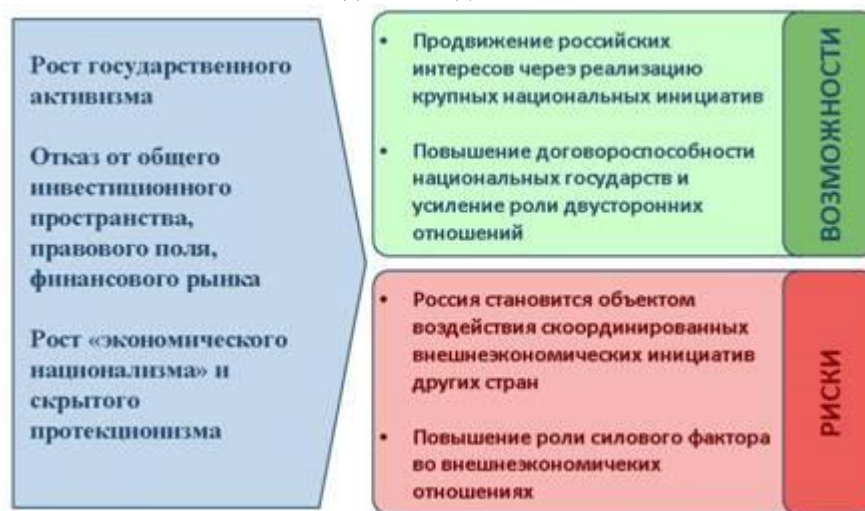 Рост государственного
активизма
Отказ от общего
инвестиционного
пространства,
правового поля,
финансового рынка
Рост «экономического
национализма» и
скрытого
протекционизма
• Продвижение российских
интересов через реализацию
крупных национальных инициатив
• Повышение договороспособности
национальных государств и
усиление роли двусторонних
отношений
ВОЗМОЖНОСТИ
• Россия становится объектом
воздействия скоординированных
внешнеэкономических инициатив
других стран
• Повышение роли силового фактора
во внешнеэкономичеких
отношениях
РИСКИ